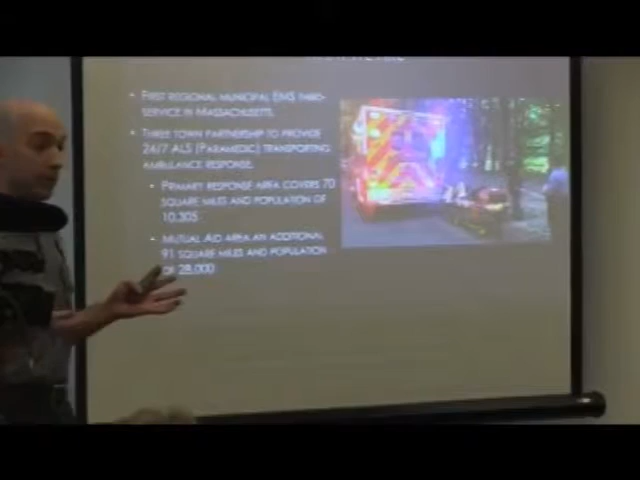 • First regional municipal EMS third-
service in Massachusetts.
• Three town partnership to provide
24/7 ALS (Paramedic) transporting
ambulance response.
• Primary response area covers 70
square miles and population of
10,305
• Mutual Aid area an additional
91 square miles and population
of 28,000